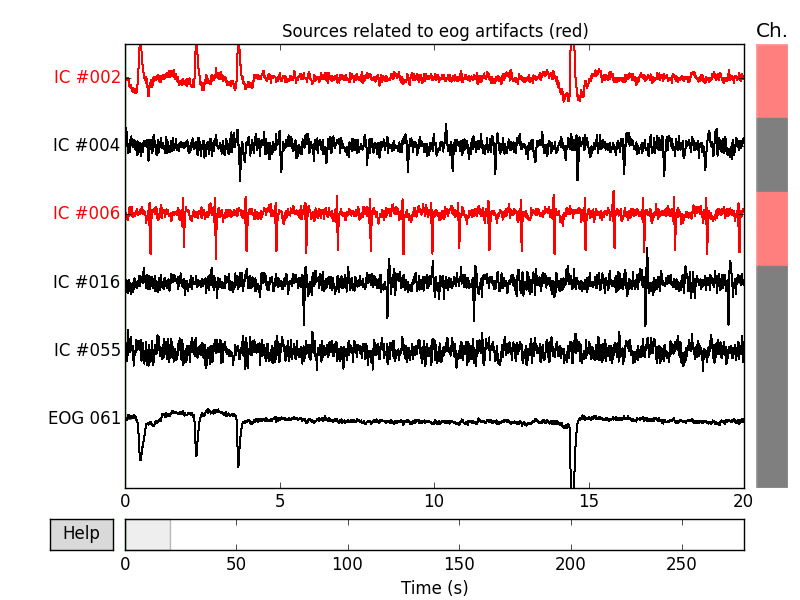 Sources related to eog artifacts (red)
Ch.
IC #002
IC #004
IC #006
IC #016
IC #055
EOG 061
0 5 10 15 20
Help
0 50 100 150 200 250
Time (s)